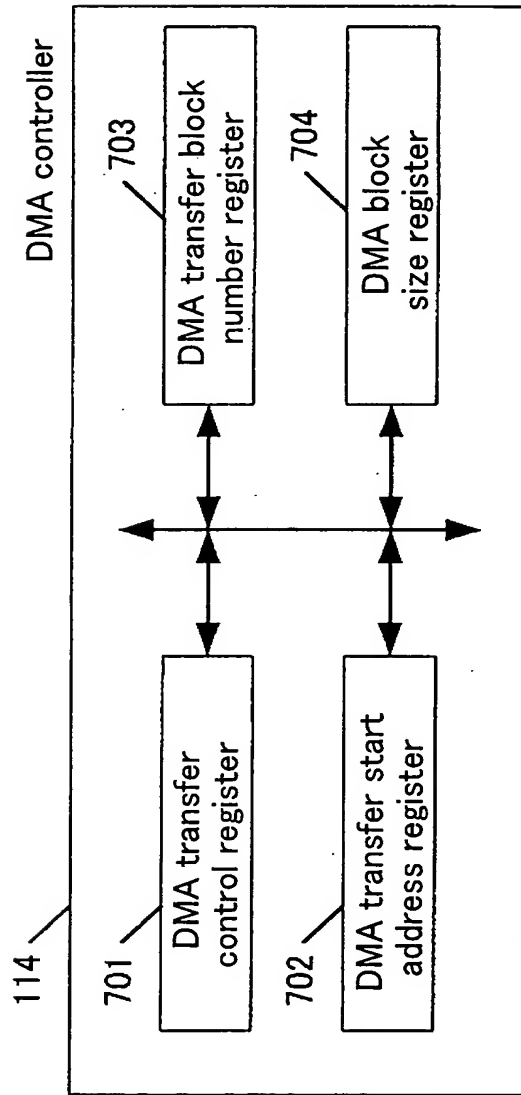 114
DMA controller
701
DMA transfer
control register
703
DMA transfer block
number register
702
DMA transfer start
address register
704
DMA block
size register